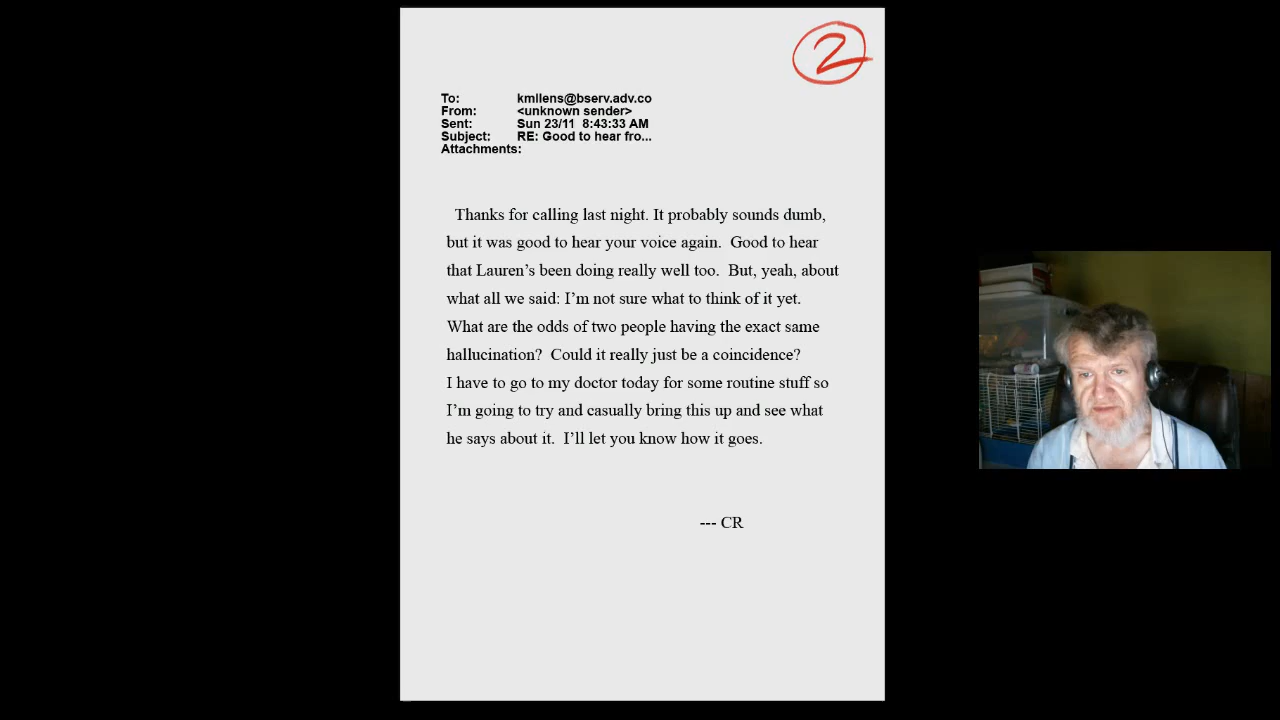 2
To: kmllens@bserv.adv.co
From: <unknown sender>
Sent: Sun 23/11 8:43:33 AM
Subject: RE: Good to hear fro...
Attachments:
Thanks for calling last night. It probably sounds dumb,
but it was good to hear your voice again. Good to hear
that Lauren’s been doing really well too. But, yeah, about
what all we said: I’m not sure what to think of it yet.
What are the odds of two people having the exact same
hallucination? Could it really just be a coincidence?
I have to go to my doctor today for some routine stuff so
I’m going to try and casually bring this up and see what
he says about it. I’ll let you know how it goes.
--- CR